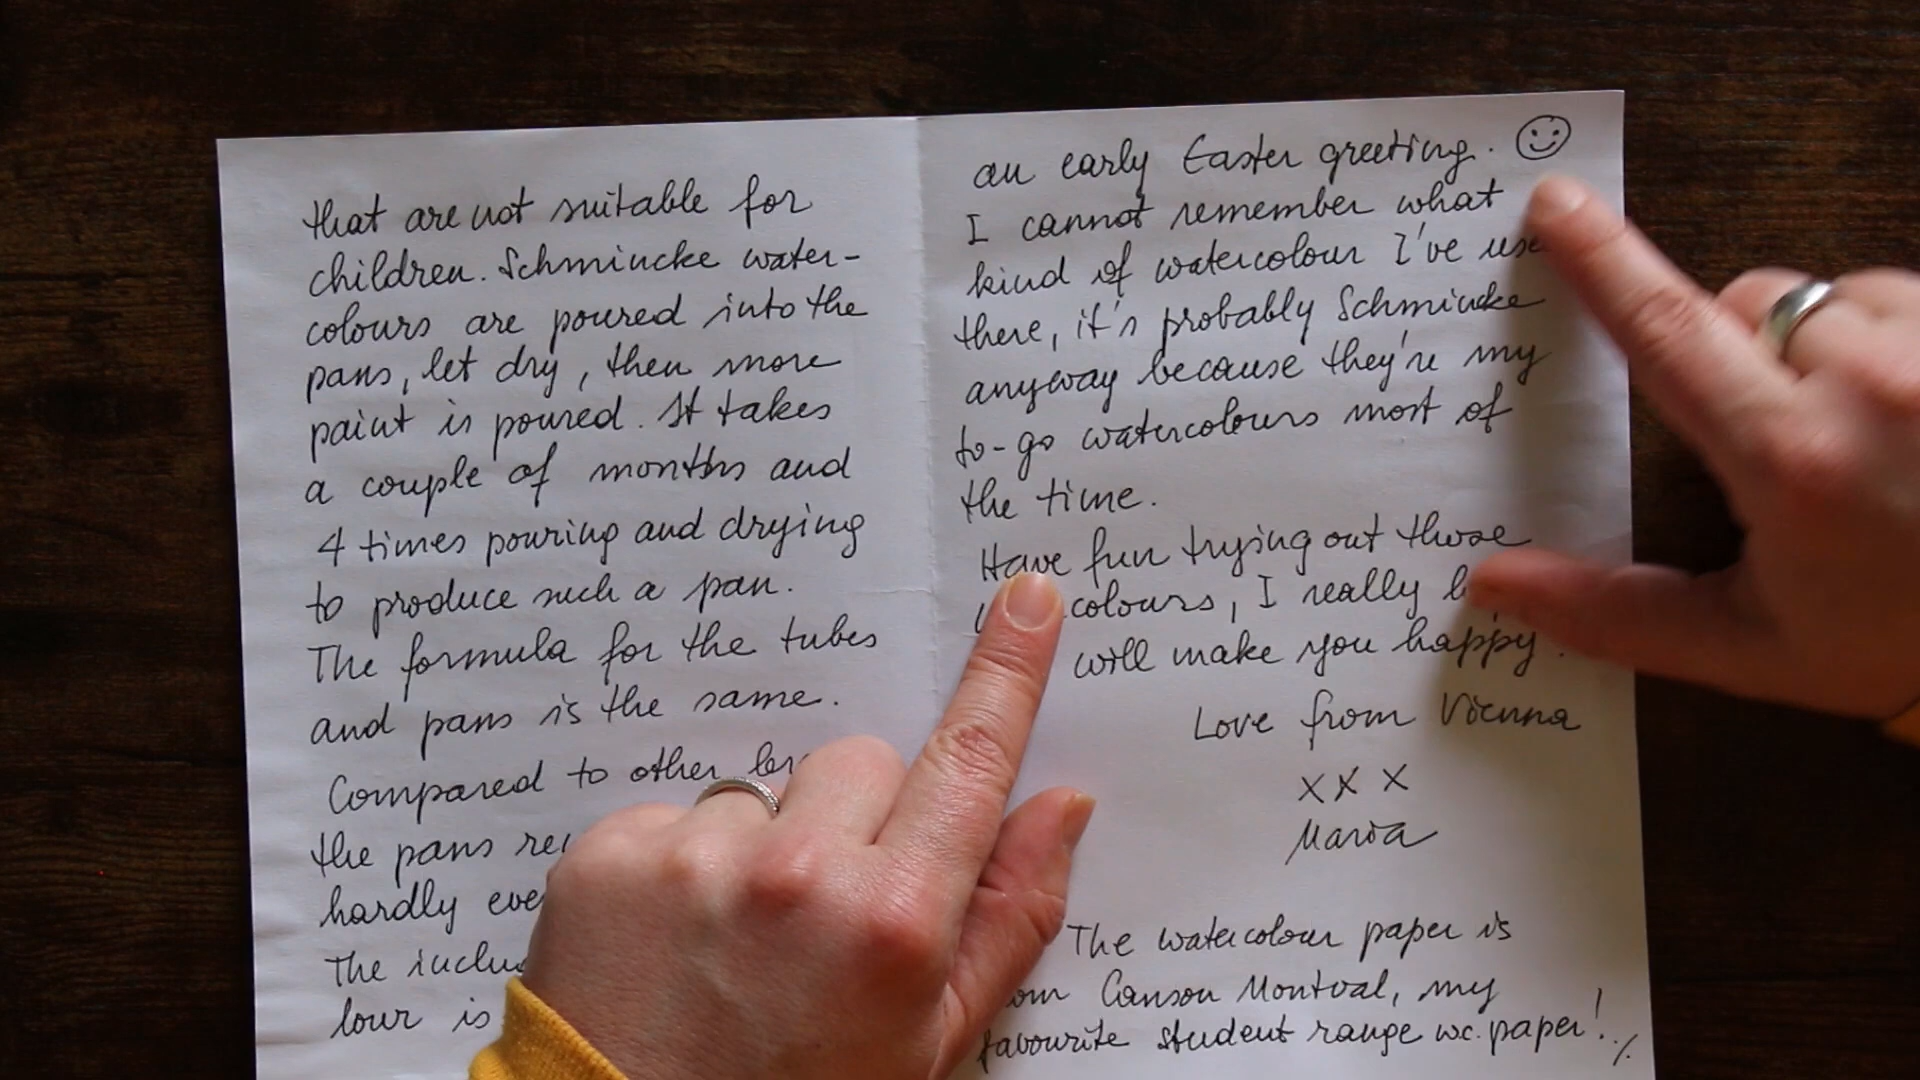 that are not suitable for
children. Schmincke water-
colours are poured into the
pans, let dry, then more
paint is poured. It takes
a couple of months and
4 times pouring and drying
to produce such a pan.
The formula for the tubes
and pans is the same.
Compared to other
the pans
hardly
The
lour is
an early Easter greeting. ☺
I cannot remember what
kind of watercolour I've
there, it's probably Schmincke
anyway because they're my
to-go watercolours most of
the time.
Have fun trying out those
colours, I really
will make you happy.
Love from Vienna
x x x
Maria
The watercolour paper is
Canson Montval, my
favourite student range wc. paper! ./.